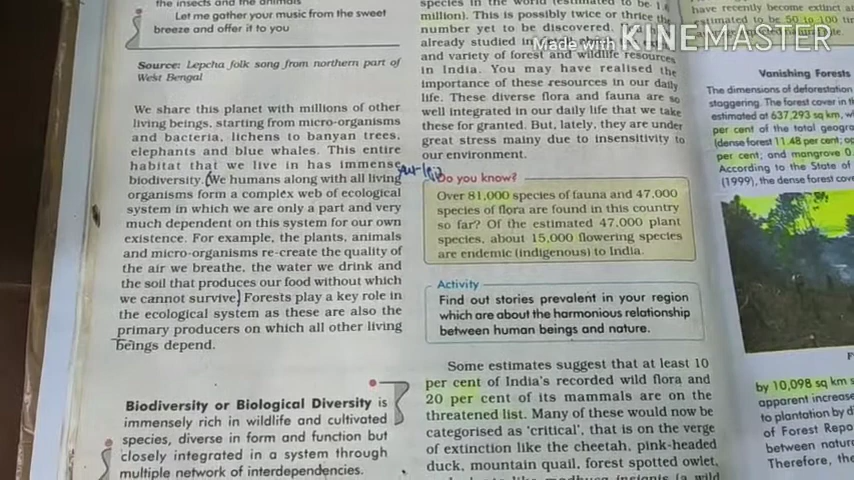 the insects and the animals
Let me gather your music from the sweet
breeze and offer it to you
Source: Lepcha folk song from northern part of
West Bengal
We share this planet with millions of other
living beings, starting from micro-organisms
and bacteria, lichens to banyan trees,
elephants and blue whales. This entire
habitat that we live in has immense
biodiversity. (We humans along with all living
organisms form a complex web of ecological
system in which we are only a part and very
much dependent on this system for our own
existence. For example, the plants, animals
and micro-organisms re-create the quality of
the air we breathe, the water we drink and
the soil that produces our food without which
we cannot survive.) Forests play a key role in
the ecological system as these are also the
primary producers on which all other living
beings depend.
Biodiversity or Biological Diversity is
immensely rich in wildlife and cultivated
species, diverse in form and function but
closely integrated in a system through
multiple network of interdependencies.
species in the world (estimated to be 1.6
million). This is possibly twice or thrice the
number yet to be discovered.
already studied in
and variety of forest and wildlife resources
in India. You may have realised the
importance of these resources in our daily
life. These diverse flora and fauna are so
well integrated in our daily life that we take
these for granted. But, lately, they are under
great stress mainly due to insensitivity to
our environment.
Do you know?
Over 81,000 species of fauna and 47,000
species of flora are found in this country
so far? Of the estimated 47,000 plant
species, about 15,000 flowering species
are endemic (indigenous) to India.
Activity
Find out stories prevalent in your region
which are about the harmonious relationship
between human beings and nature.
Some estimates suggest that at least 10
per cent of India's recorded wild flora and
20 per cent of its mammals are on the
threatened list. Many of these would now be
categorised as 'critical', that is on the verge
of extinction like the cheetah, pink-headed
duck, mountain quail, forest spotted owlet,
have recently become extinct
estimated to be 50 to 100
Made with KINEMASTER
Vanishing Forests
The dimensions of deforestation
staggering. The forest cover in th
estimated at 637,293 sq km, w
per cent of the total geogra
(dense forest 11.48 per cent; op
per cent; and mangrove 0.
According to the State of
(1999), the dense forest cove
by 10,098 sq km s
apparent increase
to plantation by di
of Forest Repo
between natur
Therefore, the